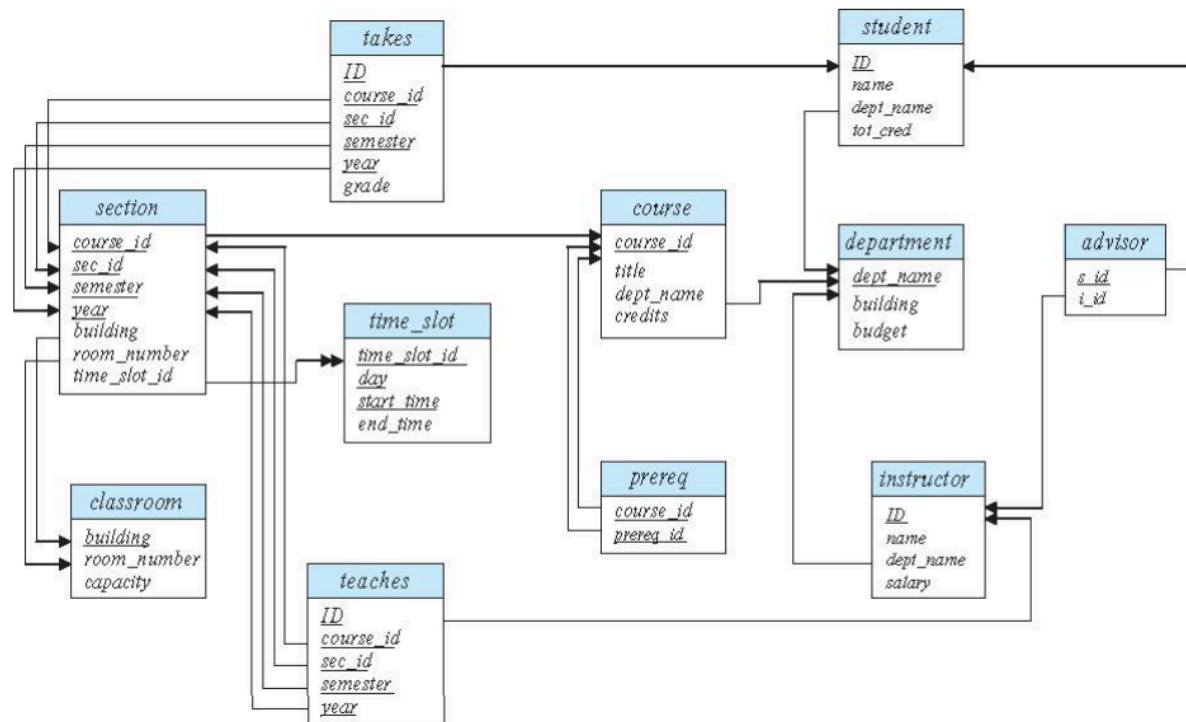 takes
ID
course_id
sec_id
semester
year
grade
student
ID
name
dept_name
tot_cred
section
course_id
sec_id
semester
year
building
room_number
time_slot_id
course
course_id
title
dept_name
credits
department
dept_name
building
budget
advisor
s_id
i_id
time_slot
time_slot_id
day
start_time
end_time
prereq
course_id
prereq_id
instructor
ID
name
dept_name
salary
classroom
building
room_number
capacity
teaches
ID
course_id
sec_id
semester
year